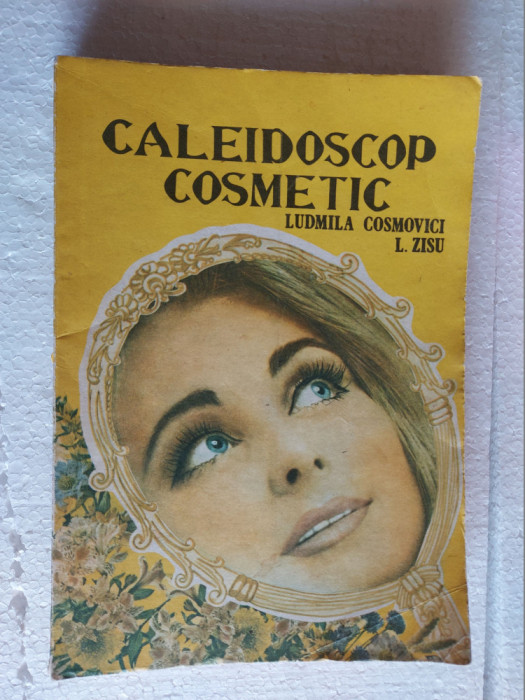 CALEIDOSCOP
COSMETIC
LUDMILA COSMOVICI
L. ZISU